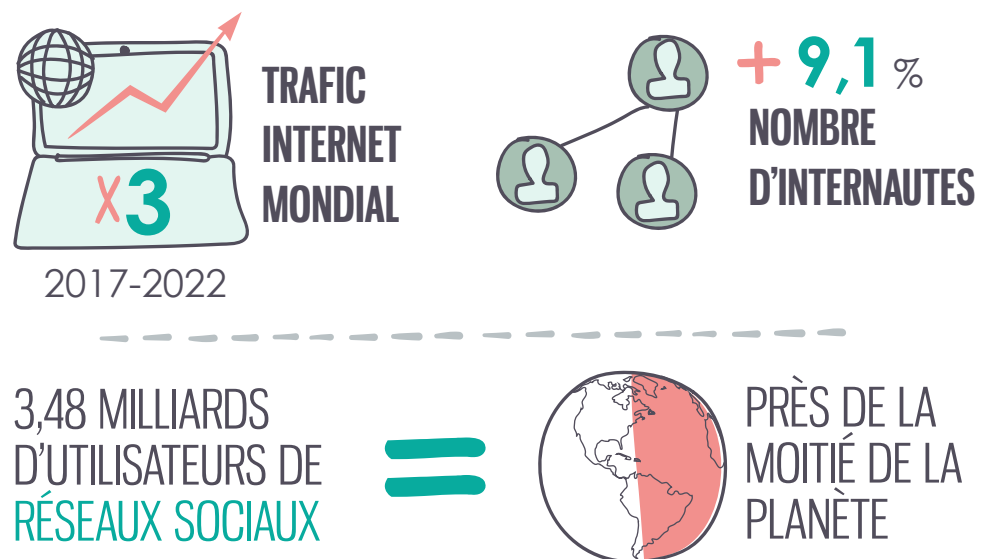 TRAFIC
INTERNET
MONDIAL
x3
2017-2022
+ 9,1 %
NOMBRE
D'INTERNAUTES
3,48 MILLIARDS
D'UTILISATEURS DE
RÉSEAUX SOCIAUX
=
PRÈS DE LA
MOITIÉ DE LA
PLANÈTE